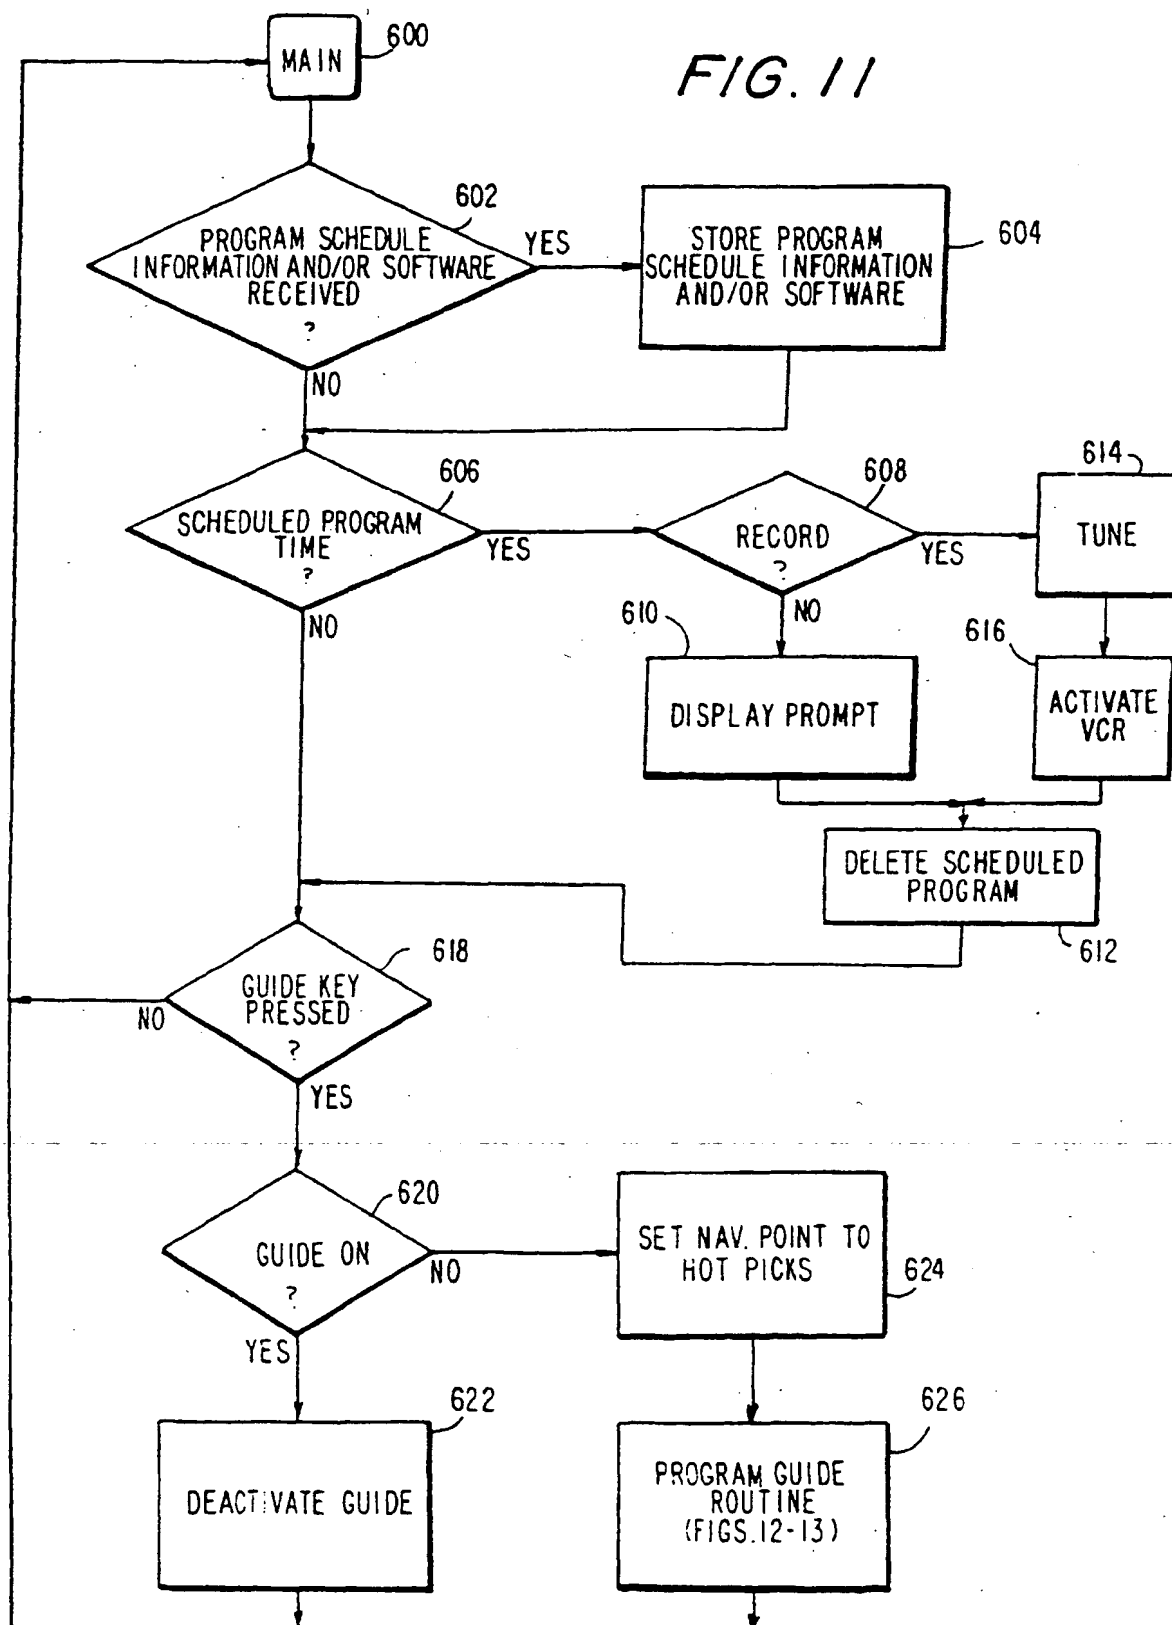 600
MAIN
FIG. 11
602
PROGRAM SCHEDULE
INFORMATION AND/OR SOFTWARE
RECEIVED
?
YES
STORE PROGRAM
SCHEDULE INFORMATION
AND/OR SOFTWARE
604
NO
606
SCHEDULED PROGRAM
TIME
?
YES
NO
608
RECORD
?
YES
NO
614
TUNE
610
DISPLAY PROMPT
616
ACTIVATE
VCR
DELETE SCHEDULED
PROGRAM
612
618
GUIDE KEY
PRESSED
?
NO
YES
620
GUIDE ON
?
NO
YES
SET NAV. POINT TO
HOT PICKS
624
622
DEACTIVATE GUIDE
626
PROGRAM GUIDE
ROUTINE
(FIGS.12-13)